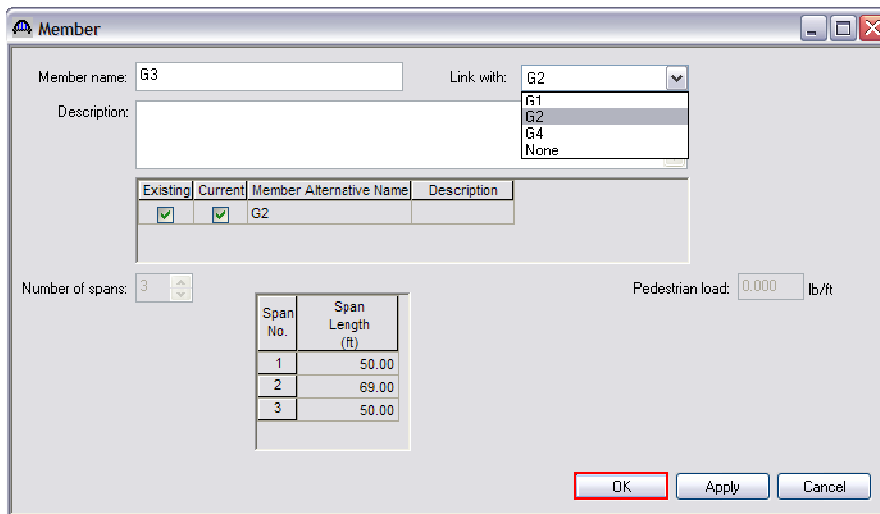 Member
Member name: G3 Link with: G2
G1
G2
G4
None
Description:
Existing Current Member Alternative Name Description
G2
Number of spans: 3 Pedestrian load: 0.000 lb/ft
Span No. Span Length (ft)
1 50.00
2 69.00
3 50.00
OK Apply Cancel